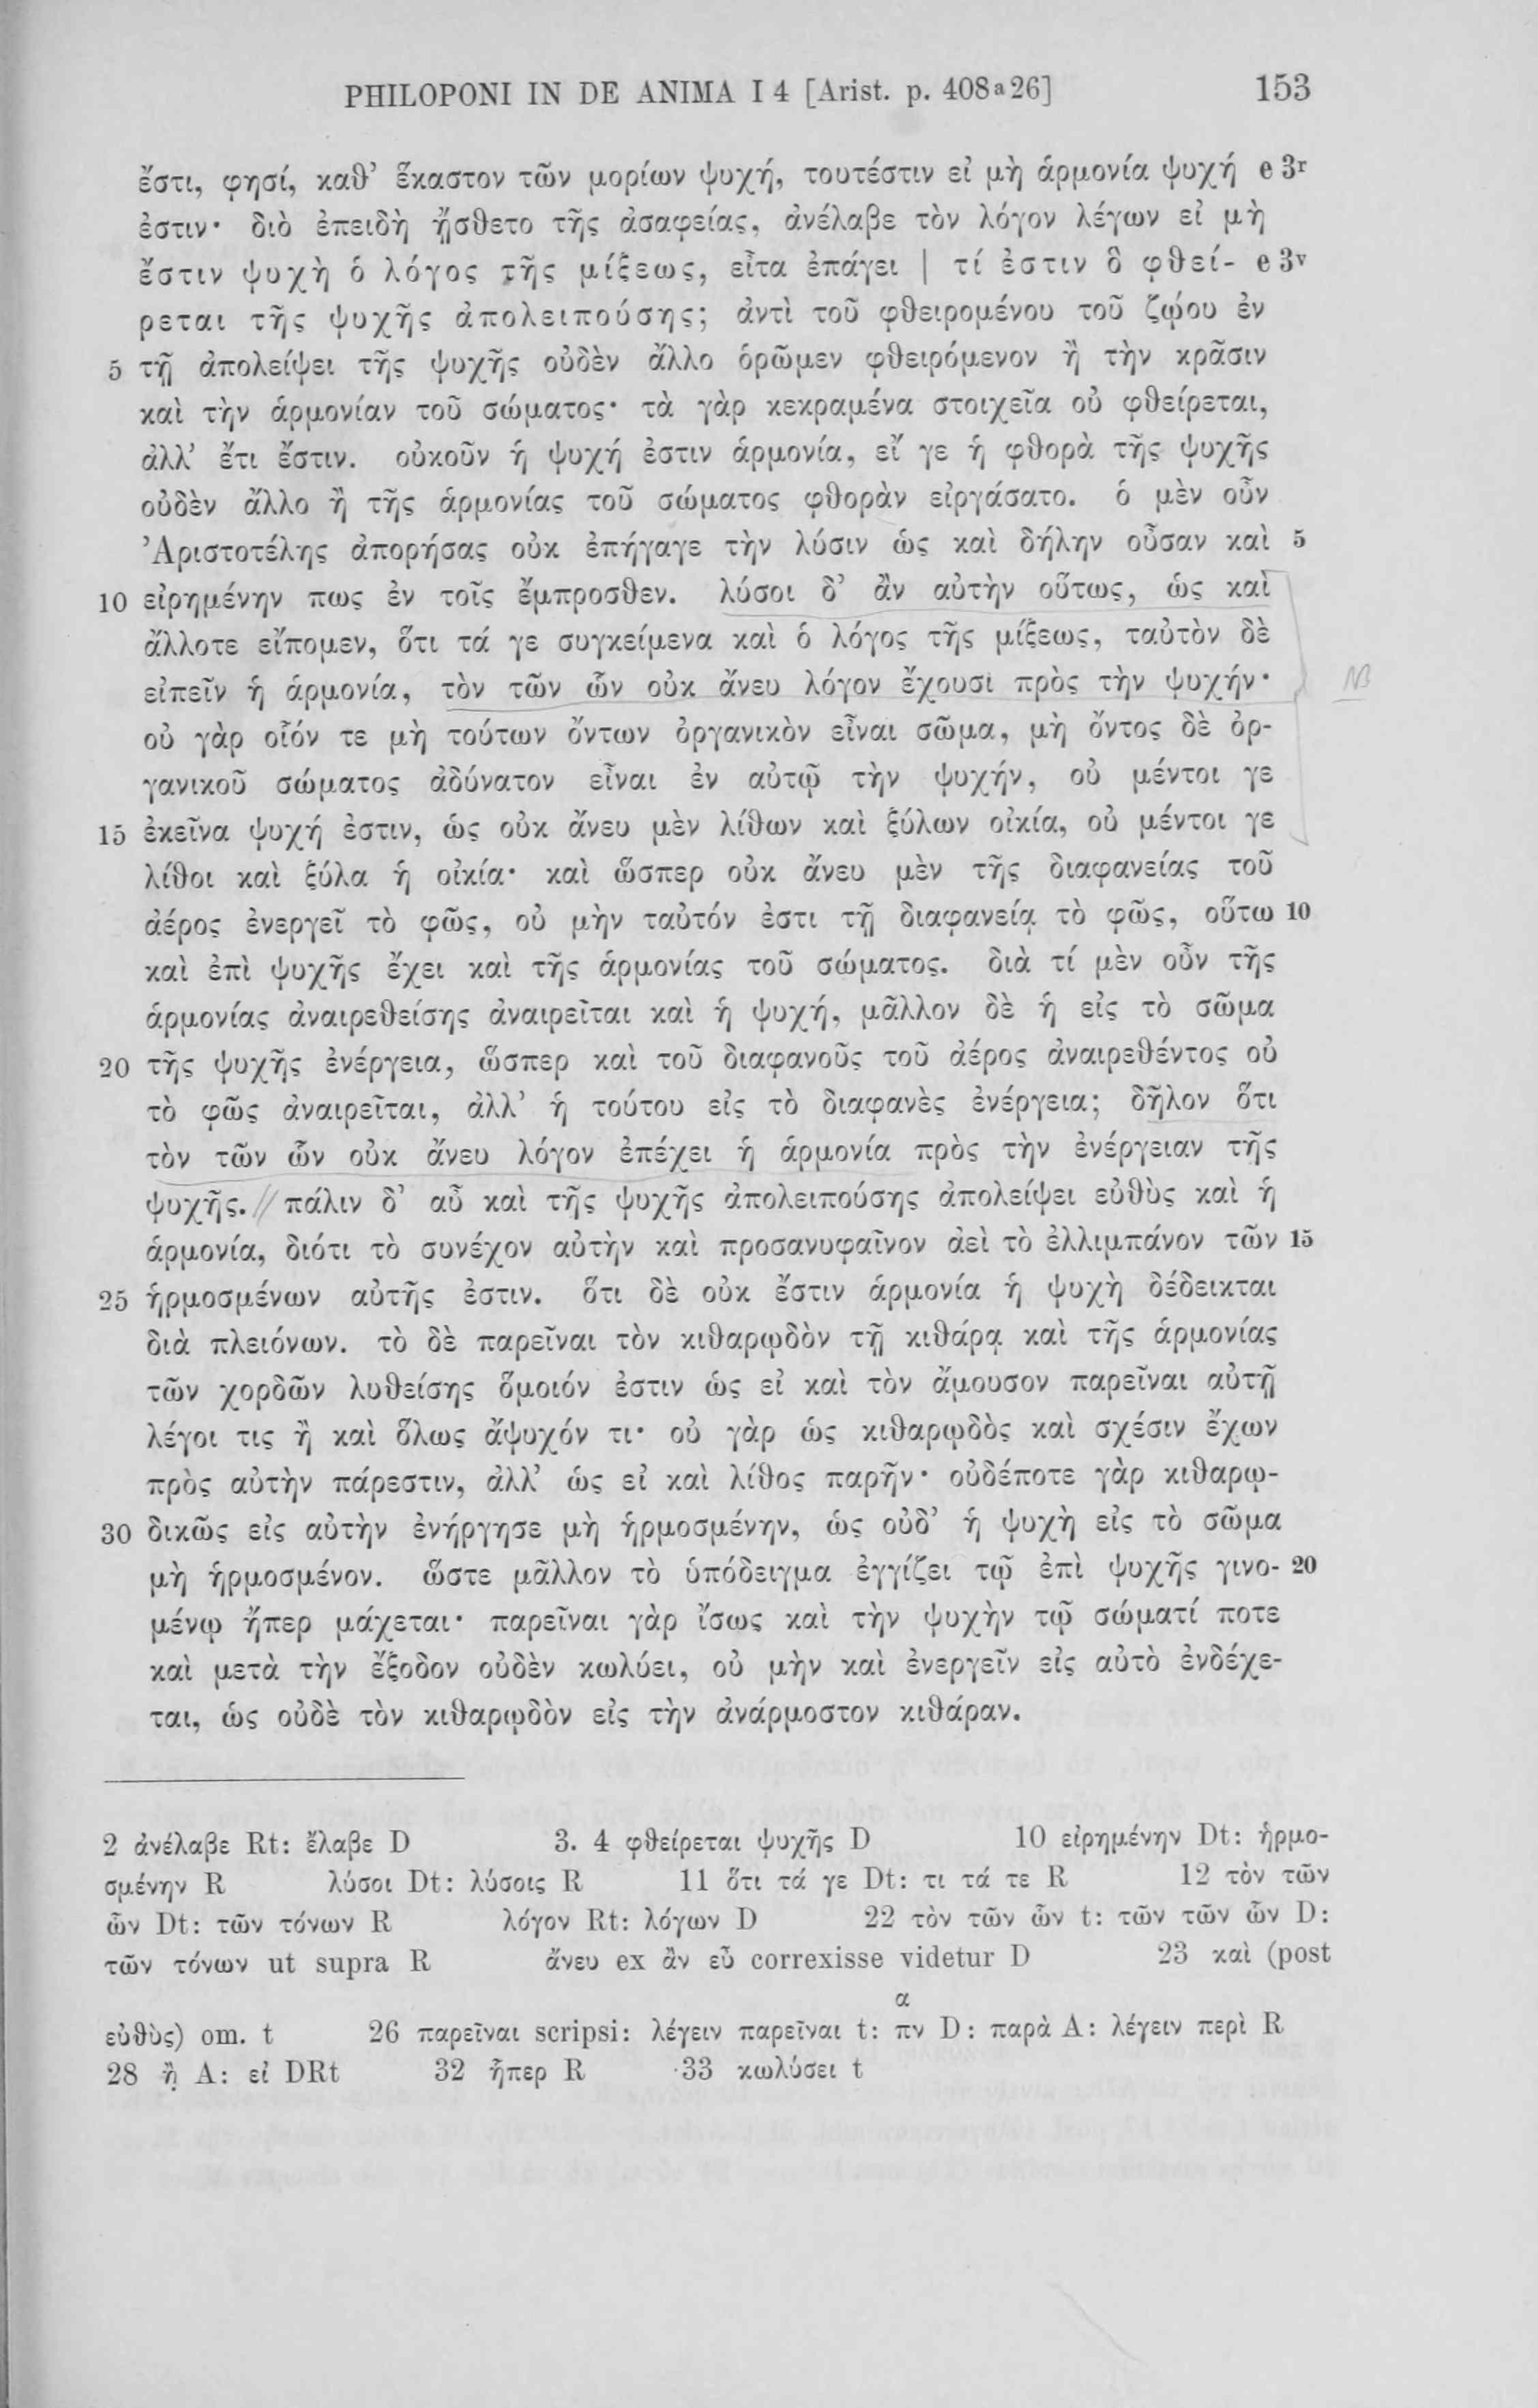 PHILOPONI IN DE ANIMA I 4 [Arist. p. 408a26] 153
ἔστι, φησί, καθ’ ἕκαστον τῶν μορίων ψυχή, τουτέστιν εἰ μὴ ἁρμονία ψυχή e 3r
ἐστιν· διὸ ἐπειδὴ ᾔσθετο τῆς ἀσαφείας, ἀνέλαβε τὸν λόγον λέγων εἰ μὴ
ἔστιν ψυχὴ ὁ λόγος τῆς μίξεως, εἶτα ἐπάγει | τί ἐστιν ὃ φθεί- e 3v
ρεται τῆς ψυχῆς ἀπολειπούσης; ἀντὶ τοῦ φθειρομένου τοῦ ζῴου ἐν
5 τῇ ἀπολείψει τῆς ψυχῆς οὐδὲν ἄλλο ὁρῶμεν φθειρόμενον ἢ τὴν κρᾶσιν
καὶ τὴν ἁρμονίαν τοῦ σώματος· τὰ γὰρ κεκραμένα στοιχεῖα οὐ φθείρεται,
ἀλλ’ ἔτι ἔστιν. οὐκοῦν ἡ ψυχή ἐστιν ἁρμονία, εἴ γε ἡ φθορὰ τῆς ψυχῆς
οὐδὲν ἄλλο ἢ τῆς ἁρμονίας τοῦ σώματος φθορὰν εἰργάσατο. ὁ μὲν οὖν
Ἀριστοτέλης ἀπορήσας οὐκ ἐπήγαγε τὴν λύσιν ὡς καὶ δήλην οὖσαν καὶ 5
10 εἰρημένην πως ἐν τοῖς ἔμπροσθεν. λύσοι δ’ ἂν αὐτὴν οὕτως, ὡς καὶ
ἄλλοτε εἴπομεν, ὅτι τά γε συγκείμενα καὶ ὁ λόγος τῆς μίξεως, ταὐτὸν δὲ
εἰπεῖν ἡ ἁρμονία, τὸν τῶν ὧν οὐκ ἄνευ λόγον ἔχουσι πρὸς τὴν ψυχήν· NB
οὐ γὰρ οἷόν τε μὴ τούτων ὄντων ὀργανικὸν εἶναι σῶμα, μὴ ὄντος δὲ ὀρ-
γανικοῦ σώματος ἀδύνατον εἶναι ἐν αὐτῷ τὴν ψυχήν, οὐ μέντοι γε
15 ἐκεῖνα ψυχή ἐστιν, ὡς οὐκ ἄνευ μὲν λίθων καὶ ξύλων οἰκία, οὐ μέντοι γε
λίθοι καὶ ξύλα ἡ οἰκία· καὶ ὥσπερ οὐκ ἄνευ μὲν τῆς διαφανείας τοῦ
ἀέρος ἐνεργεῖ τὸ φῶς, οὐ μὴν ταὐτόν ἐστι τῇ διαφανείᾳ τὸ φῶς, οὕτω 10
καὶ ἐπὶ ψυχῆς ἔχει καὶ τῆς ἁρμονίας τοῦ σώματος. διὰ τί μὲν οὖν τῆς
ἁρμονίας ἀναιρεθείσης ἀναιρεῖται καὶ ἡ ψυχή, μᾶλλον δὲ ἡ εἰς τὸ σῶμα
20 τῆς ψυχῆς ἐνέργεια, ὥσπερ καὶ τοῦ διαφανοῦς τοῦ ἀέρος ἀναιρεθέντος οὐ
τὸ φῶς ἀναιρεῖται, ἀλλ’ ἡ τούτου εἰς τὸ διαφανὲς ἐνέργεια; δῆλον ὅτι
τὸν τῶν ὧν οὐκ ἄνευ λόγον ἐπέχει ἡ ἁρμονία πρὸς τὴν ἐνέργειαν τῆς
ψυχῆς. // πάλιν δ’ αὖ καὶ τῆς ψυχῆς ἀπολειπούσης ἀπολείψει εὐθὺς καὶ ἡ
ἁρμονία, διότι τὸ συνέχον αὐτὴν καὶ προσανυφαῖνον ἀεὶ τὸ ἐλλιμπάνον τῶν 15
25 ἡρμοσμένων αὐτῆς ἐστιν. ὅτι δὲ οὐκ ἔστιν ἁρμονία ἡ ψυχὴ δέδεικται
διὰ πλειόνων. τὸ δὲ παρεῖναι τὸν κιθαρῳδὸν τῇ κιθάρᾳ καὶ τῆς ἁρμονίας
τῶν χορδῶν λυθείσης ὅμοιόν ἐστιν ὡς εἰ καὶ τὸν ἄμουσον παρεῖναι αὐτῇ
λέγοι τις ἢ καὶ ὅλως ἄψυχόν τι· οὐ γὰρ ὡς κιθαρῳδὸς καὶ σχέσιν ἔχων
πρὸς αὐτὴν πάρεστιν, ἀλλ’ ὡς εἰ καὶ λίθος παρῆν· οὐδέποτε γὰρ κιθαρῳ-
30 δικῶς εἰς αὐτὴν ἐνήργησε μὴ ἡρμοσμένην, ὡς οὐδ’ ἡ ψυχὴ εἰς τὸ σῶμα
μὴ ἡρμοσμένον. ὥστε μᾶλλον τὸ ὑπόδειγμα ἐγγίζει τῷ ἐπὶ ψυχῆς γινο- 20
μένῳ ἤπερ μάχεται· παρεῖναι γὰρ ἴσως καὶ τὴν ψυχὴν τῷ σώματί ποτε
καὶ μετὰ τὴν ἔξοδον οὐδὲν κωλύει, οὐ μὴν καὶ ἐνεργεῖν εἰς αὐτὸ ἐνδέχε-
ται, ὡς οὐδὲ τὸν κιθαρῳδὸν εἰς τὴν ἀνάρμοστον κιθάραν.
2 ἀνέλαβε Rt: ἔλαβε D 3. 4 φθείρεται ψυχῆς D 10 εἰρημένην Dt: ἡρμο-
σμένην R λύσοι Dt: λύσοις R 11 ὅτι τά γε Dt: τι τά τε R 12 τὸν τῶν
ὧν Dt: τῶν τόνων R λόγον Rt: λόγων D 22 τὸν τῶν ὧν t: τῶν τῶν ὧν D:
τῶν τόνων ut supra R ἄνευ ex ἂν εὖ correxisse videtur D 23 καὶ (post
α
εὐθὺς) om. t 26 παρεῖναι scripsi: λέγειν παρεῖναι t: πν D: παρὰ A: λέγειν περὶ R
28 ἢ A: εἰ DRt 32 ᾗπερ R 33 κωλύσει t